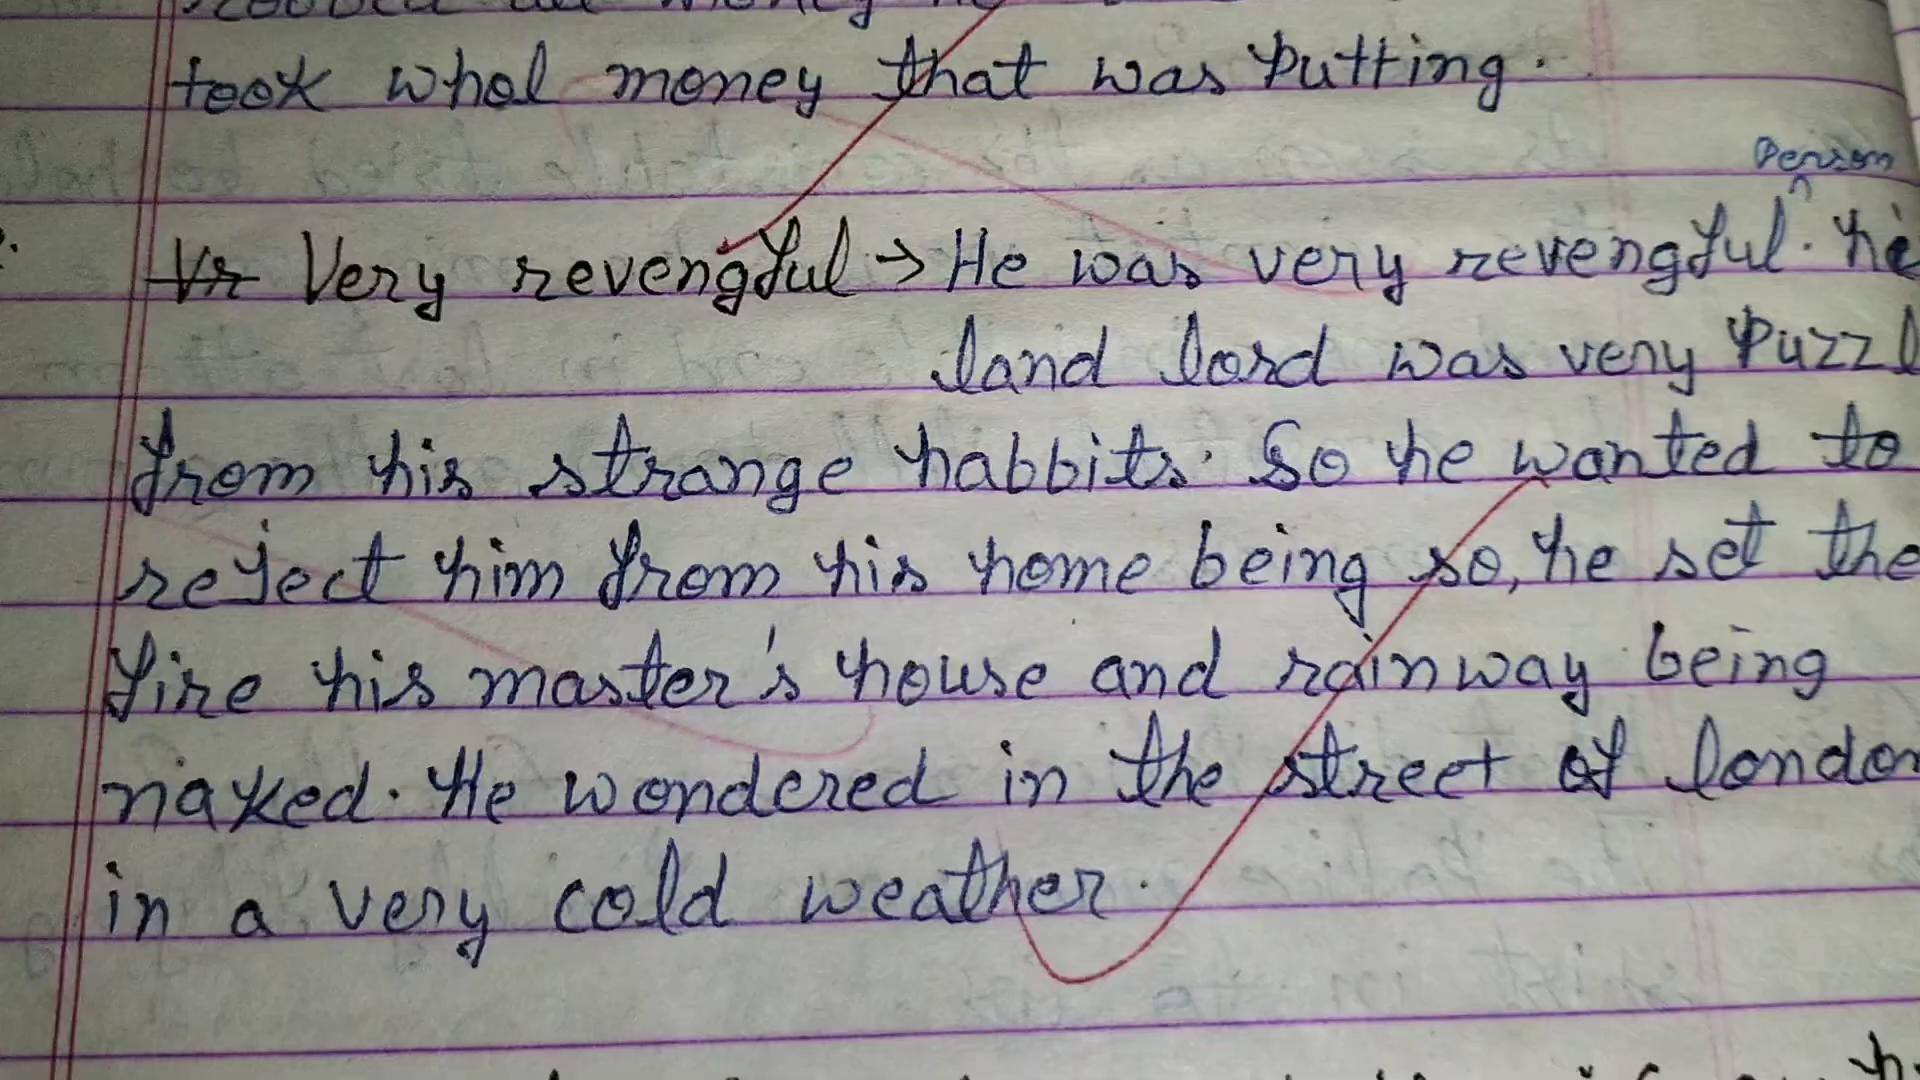 took whol money that was putting.
Person
Very revengful → He was very revengful. he
land lord was very puzzl
from his strange habbits. So he wanted to
reject him from his home being so, he set the
fire his master's house and rainway being
naked. He wondered in the street of london
in a very cold weather.